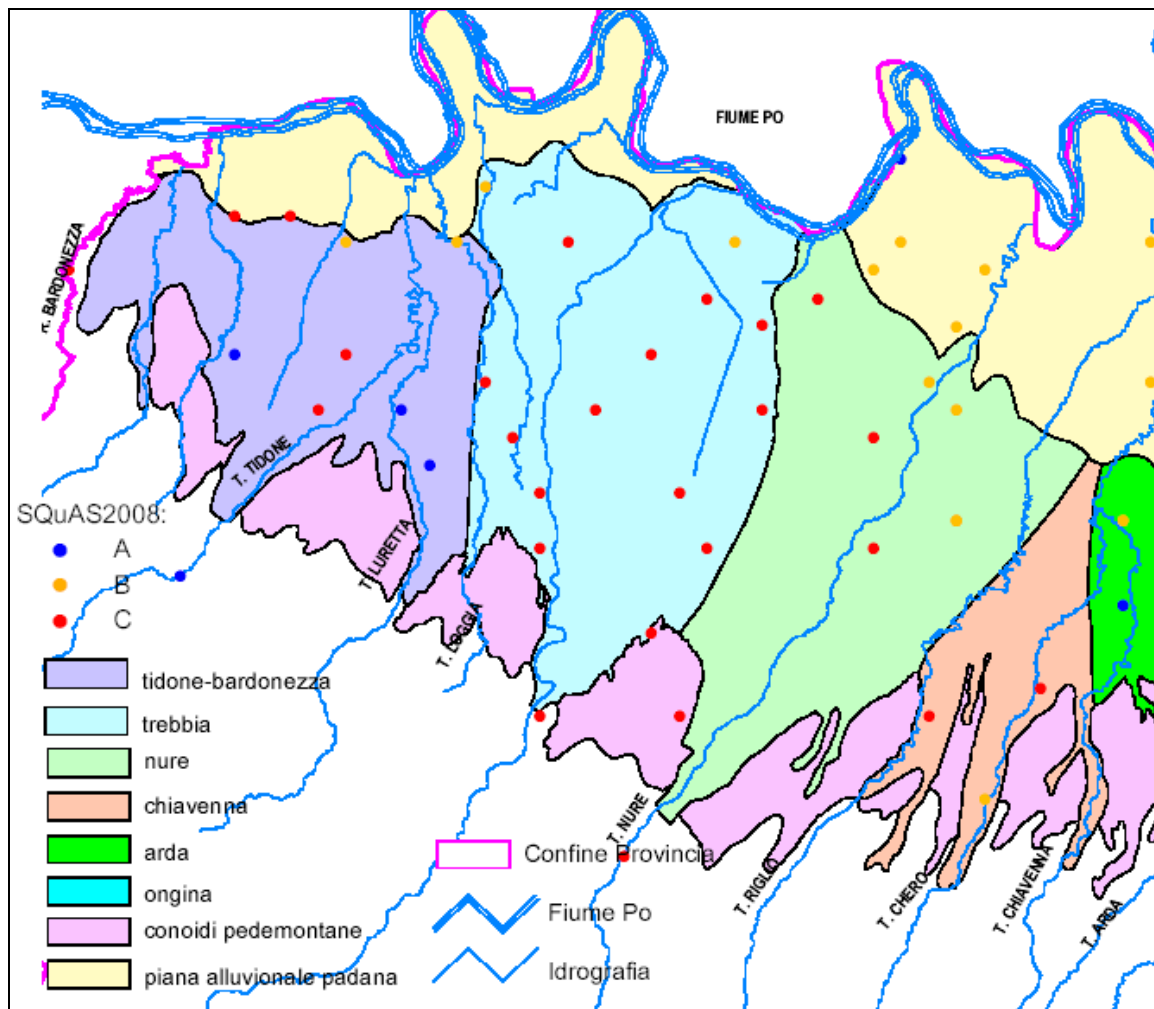 FIUME PO
R. BARDONEZZA
T. TIDONE
T. LURETTA
T. LOGGIA
T. NURE
T. RIGLIO
T. CHERO
T. CHIAVENNA
T. ARDA
SQuAS2008:
A
B
C
tidone-bardonezza
trebbia
nure
chiavenna
arda
ongina
conoidi pedemontane
piana alluvionale padana
Confine Provincia
Fiume Po
Idrografia